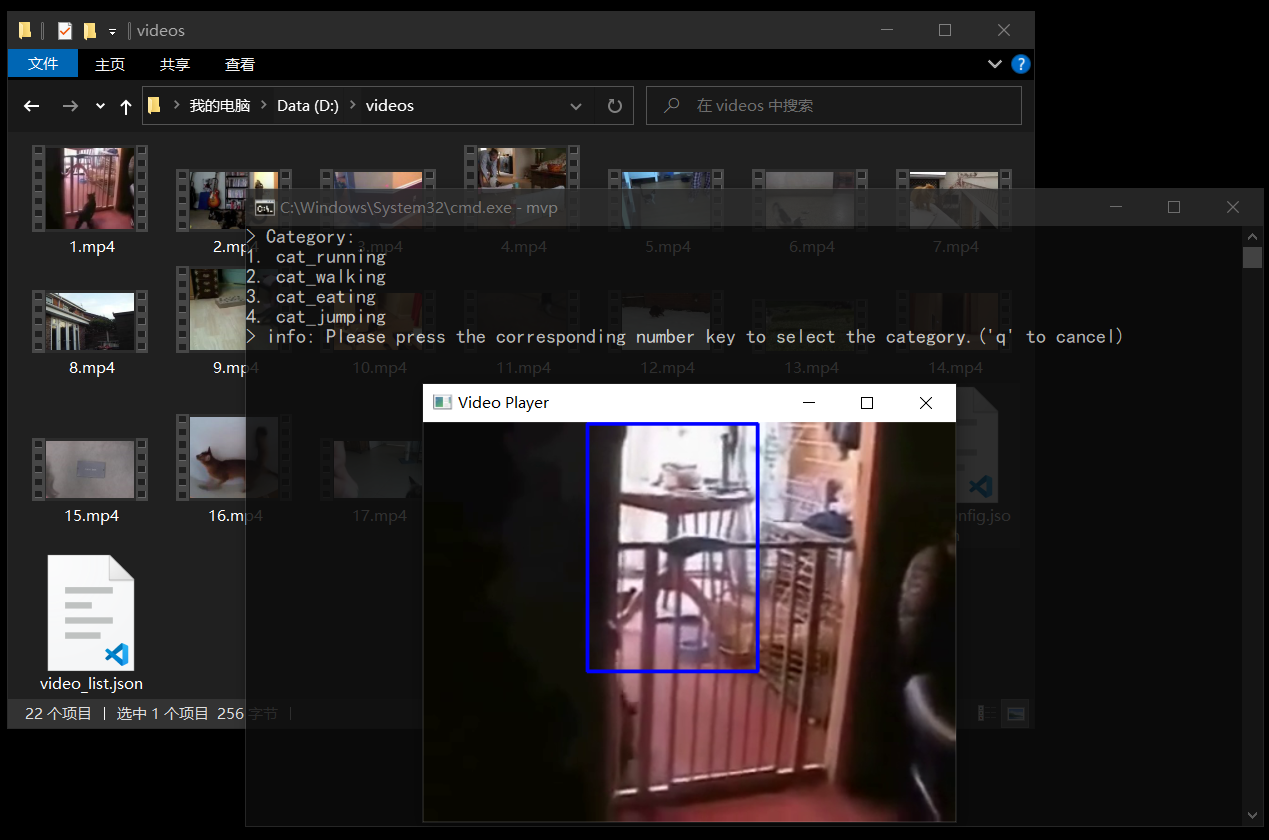 videos
文件 主页 共享 查看
我的电脑 Data (D:) videos
在 videos 中搜索
1.mp4 2.mp4 3.mp4 4.mp4 5.mp4 6.mp4 7.mp4
C:\Windows\System32\cmd.exe - mvp
> Category:
1. cat_running
2. cat_walking
3. cat_eating
4. cat_jumping
> info: Please press the corresponding number key to select the category.('q' to cancel)
8.mp4 9.mp4 10.mp4 11.mp4 12.mp4 13.mp4 14.mp4
Video Player
15.mp4 16.mp4 17.mp4
video_list.json
22 个项目 选中 1 个项目 256 字节